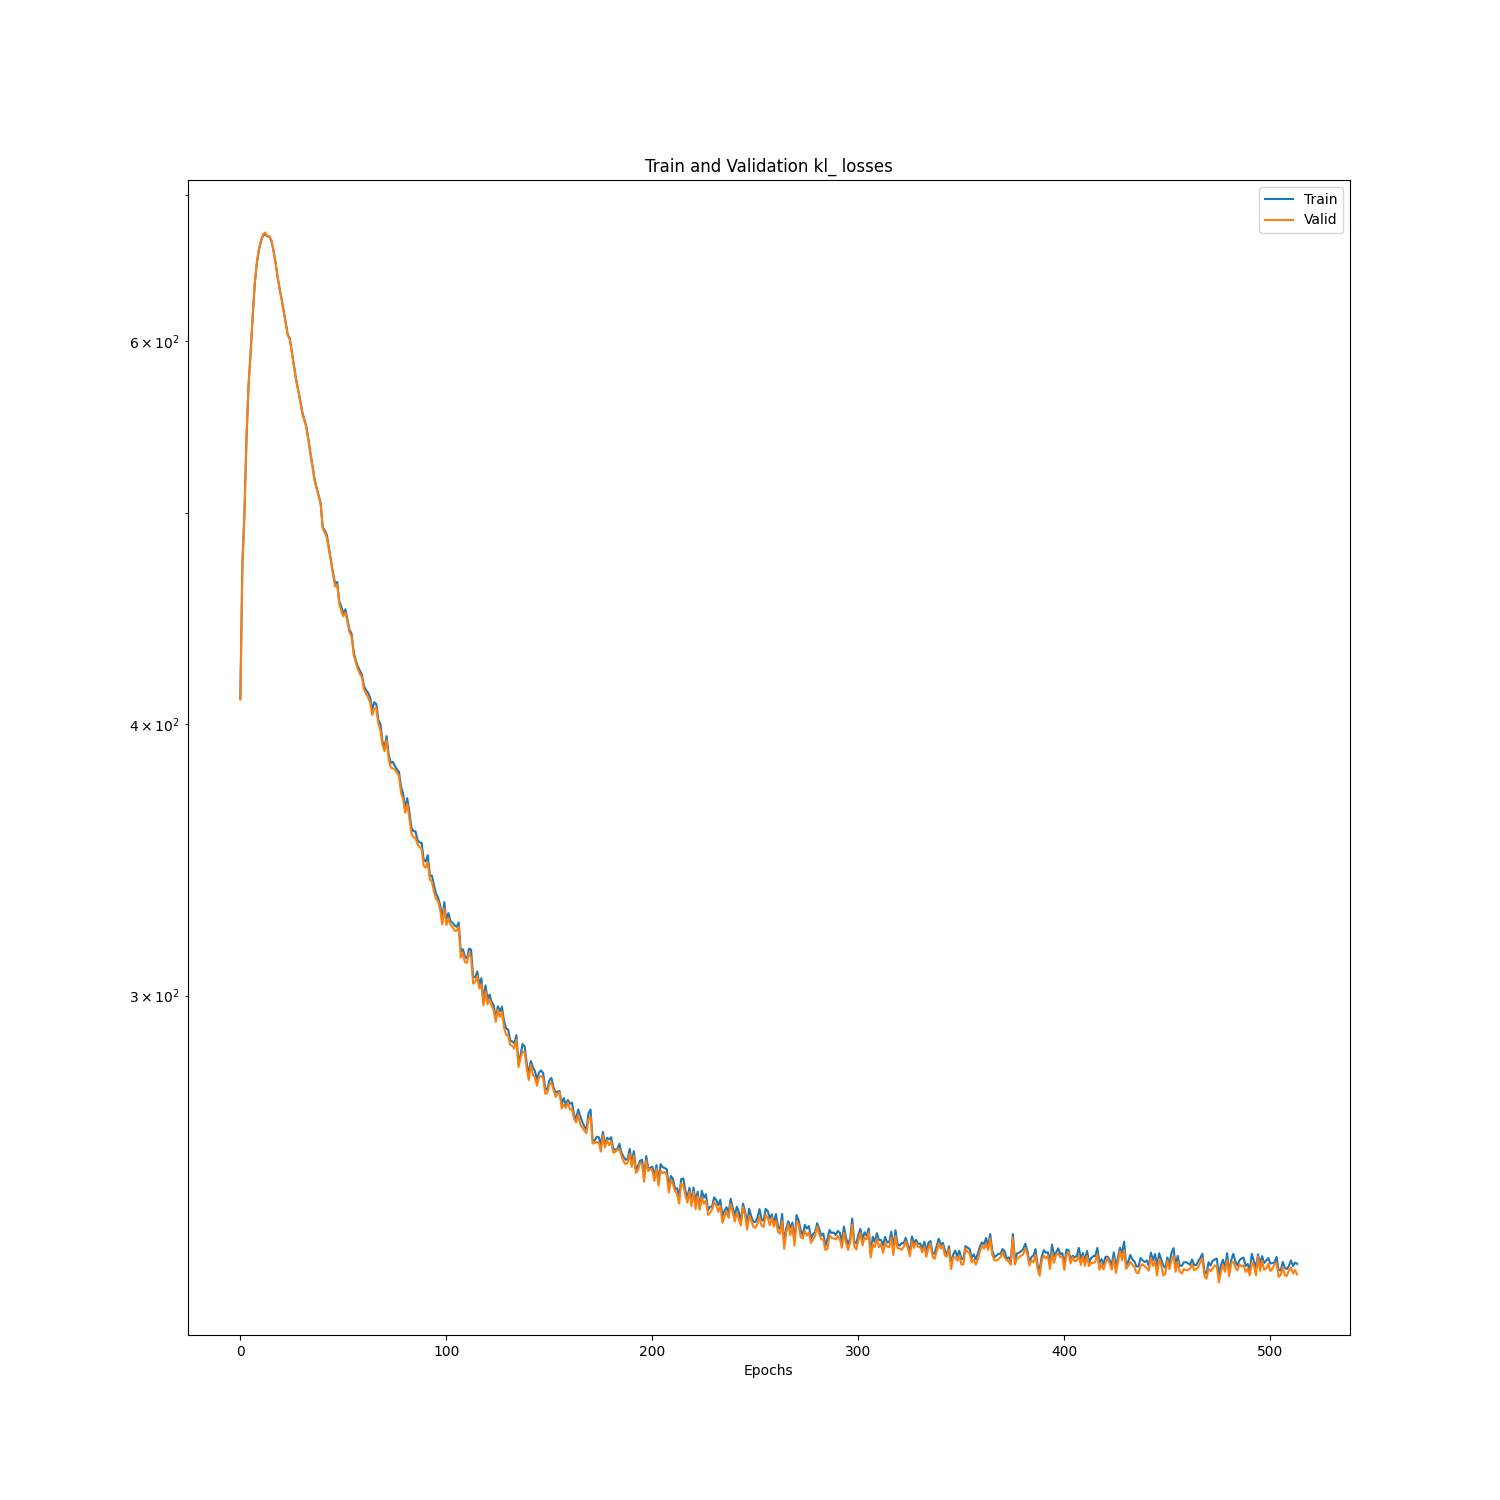 Train and Validation kl_ losses
Train
Valid
6 × 10²
4 × 10²
3 × 10²
0 100 200 300 400 500
Epochs